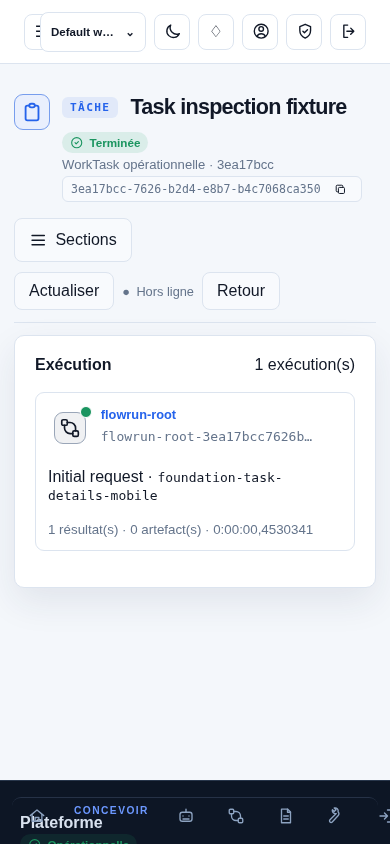 Default w… 
TÂCHE Task inspection fixture
Terminée
WorkTask opérationnelle · 3ea17bcc
3ea17bcc-7626-b2d4-e8b7-b4c7068ca350
Sections
Actualiser Hors ligne Retour
Exécution 1 exécution(s)
flowrun-root
flowrun-root-3ea17bcc7626b…
Initial request · foundation-task-
details-mobile
1 résultat(s) · 0 artefact(s) · 0:00:00,4530341
CONCEVOIR
Plateforme
Opérationnelle